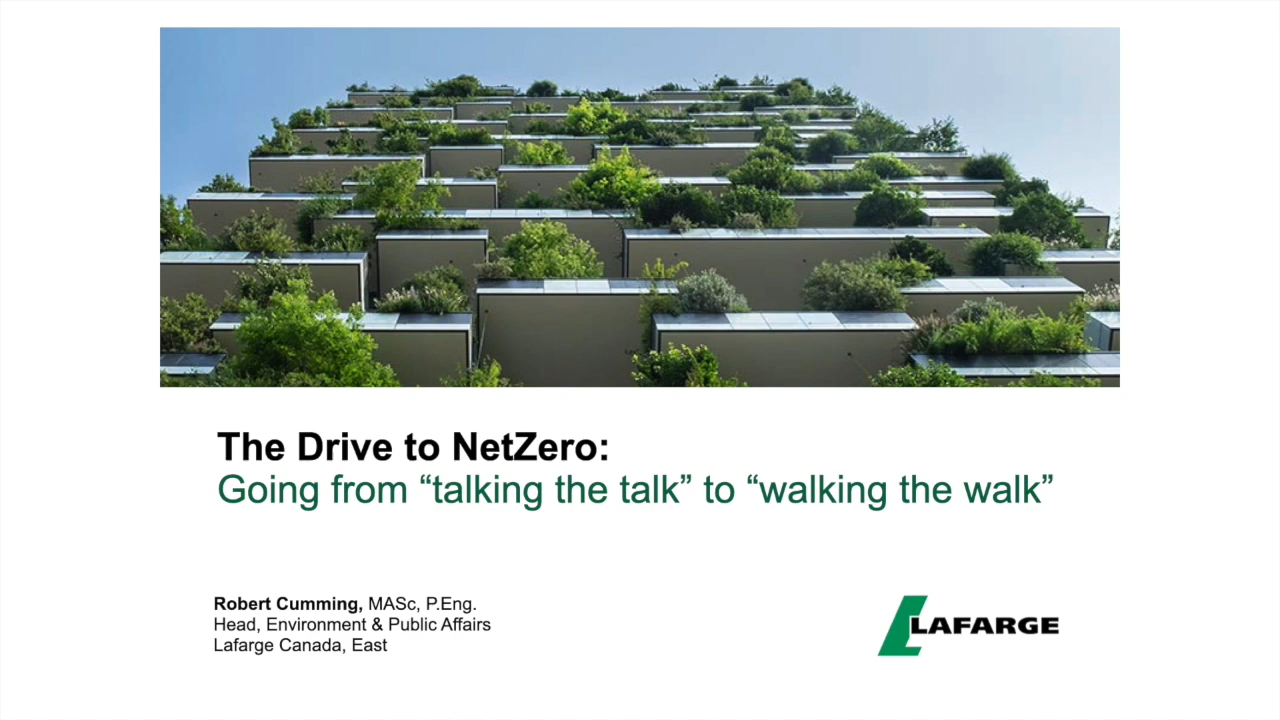 The Drive to NetZero:
Going from “talking the talk” to “walking the walk”
Robert Cumming, MASc, P.Eng.
Head, Environment & Public Affairs
Lafarge Canada, East
LAFARGE